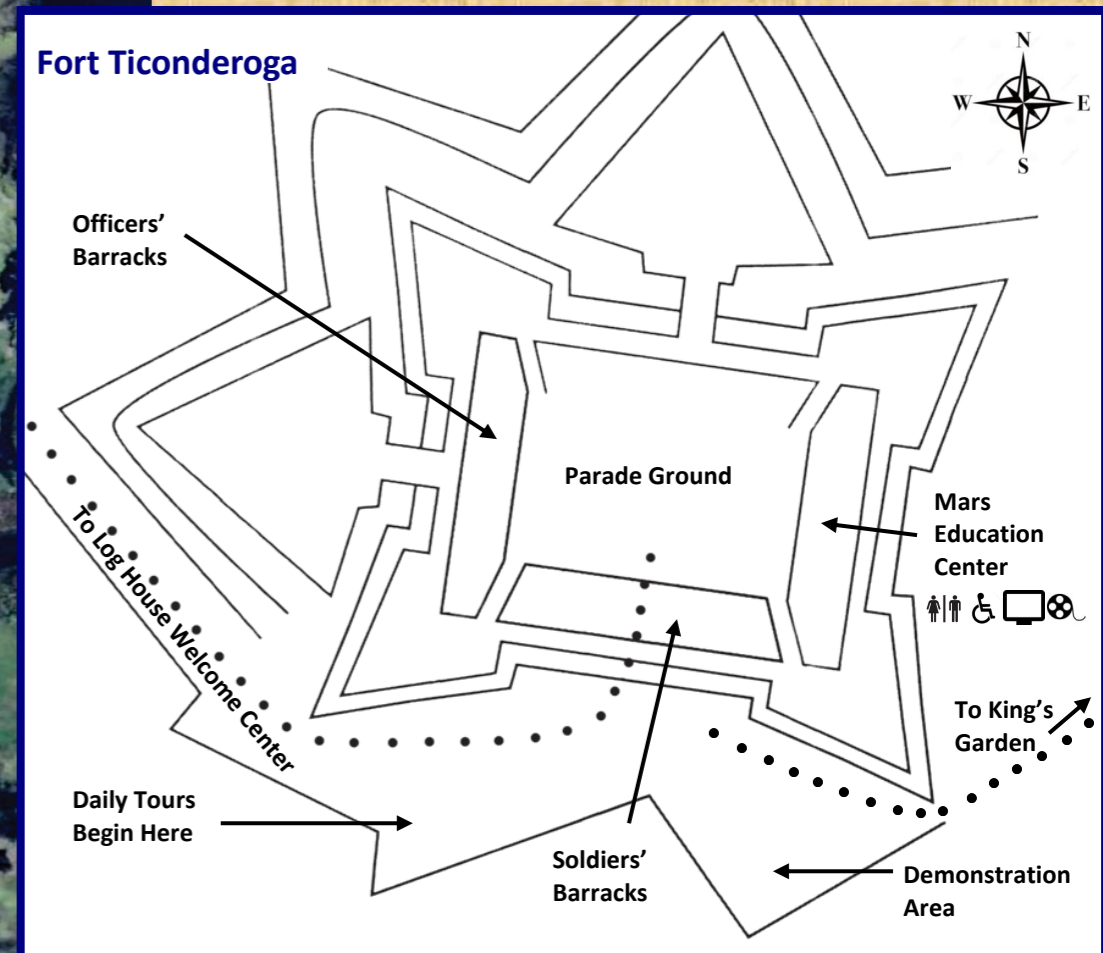 Fort Ticonderoga
N
W E
S
Officers'
Barracks
Parade Ground
Mars
Education
Center
To Log House Welcome Center
To King's
Garden
Daily Tours
Begin Here
Soldiers'
Barracks
Demonstration
Area